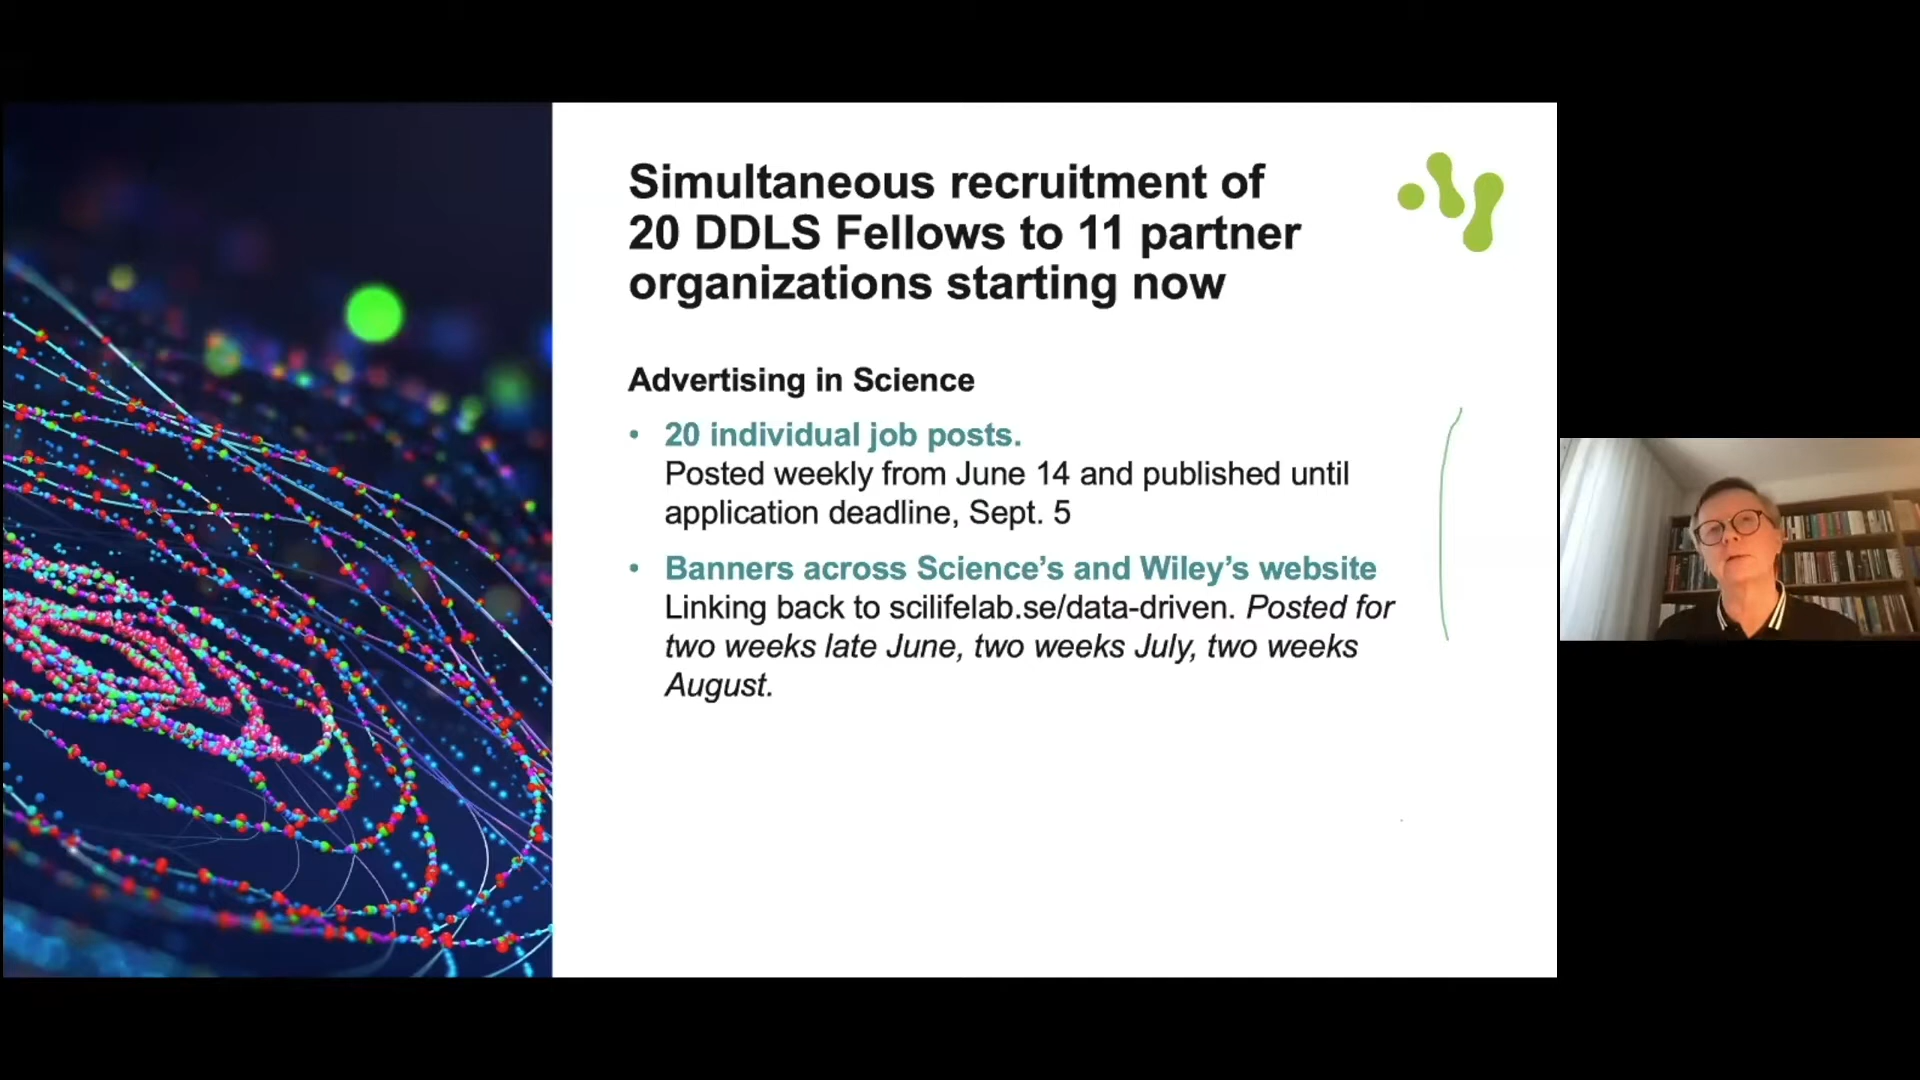 Simultaneous recruitment of
20 DDLS Fellows to 11 partner
organizations starting now
Advertising in Science
• 20 individual job posts.
Posted weekly from June 14 and published until
application deadline, Sept. 5
• Banners across Science’s and Wiley’s website
Linking back to scilifelab.se/data-driven. Posted for
two weeks late June, two weeks July, two weeks
August.